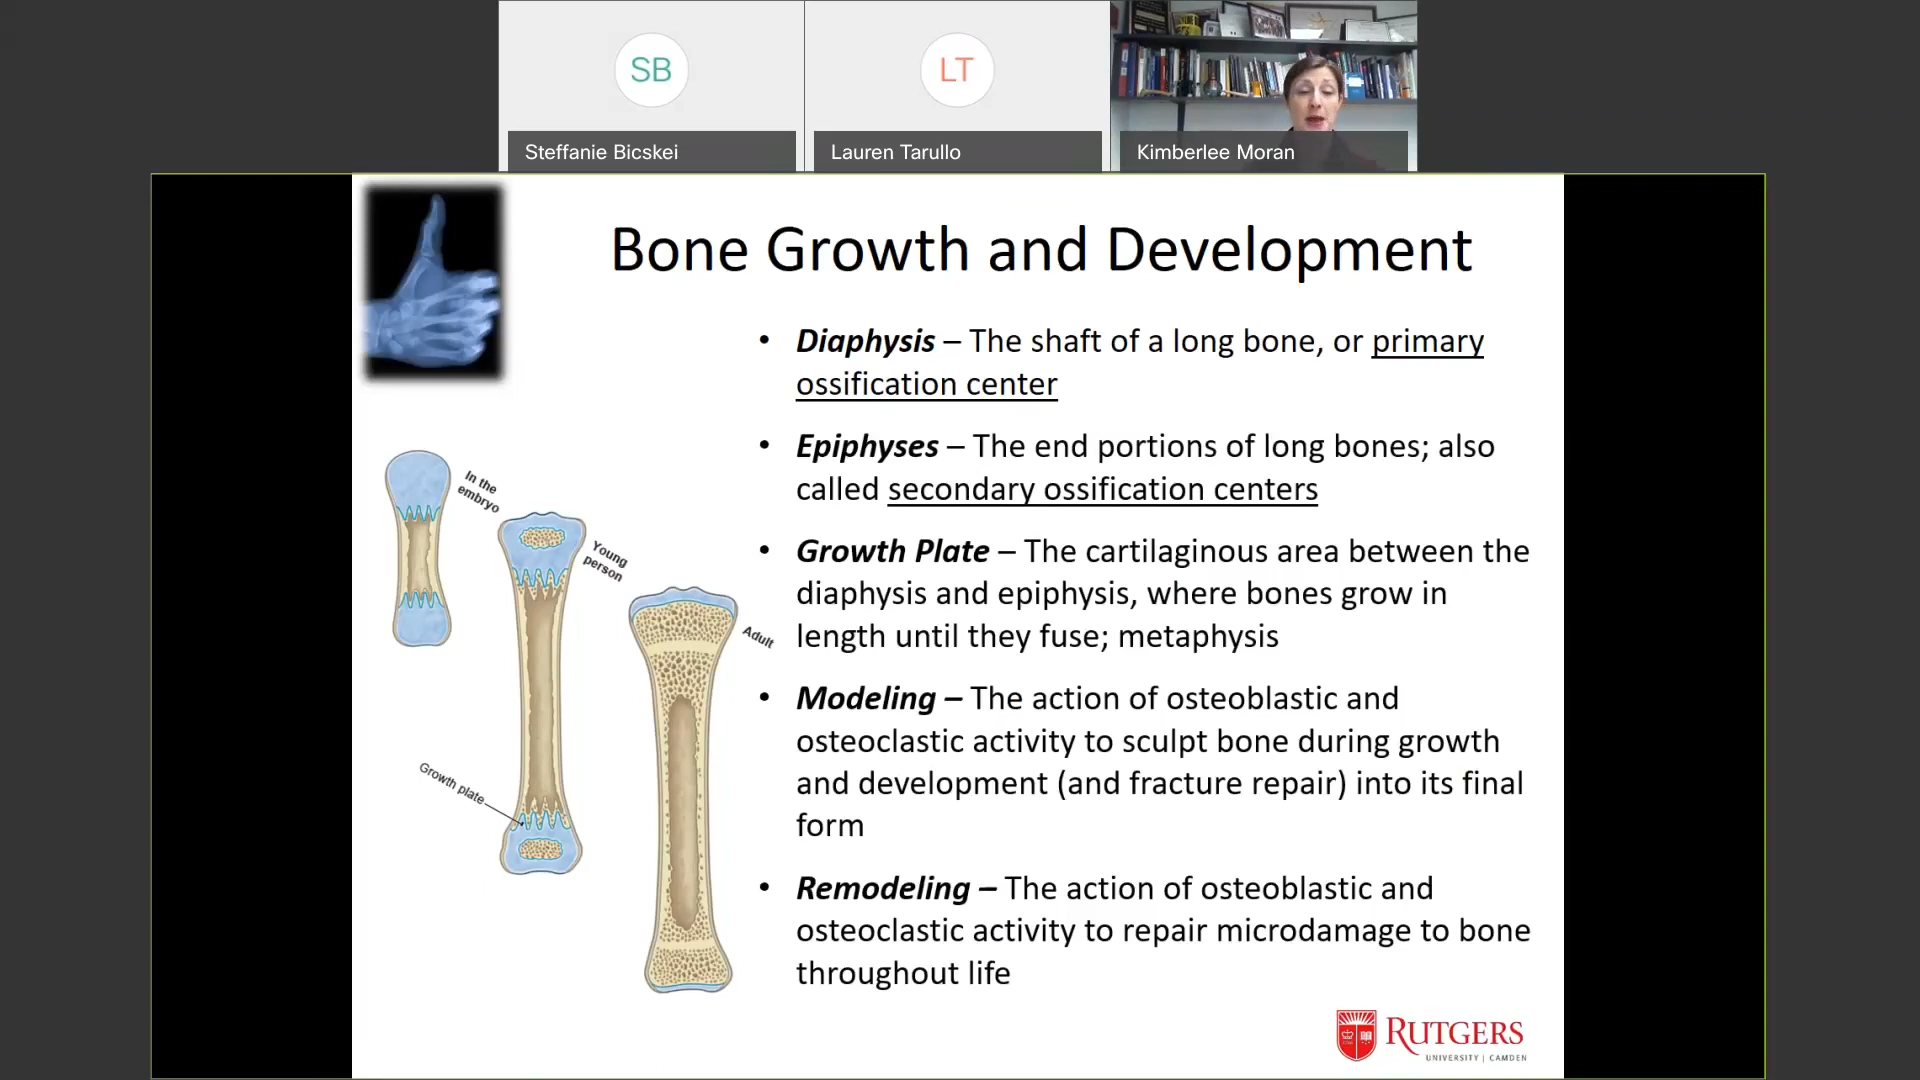 SB
LT
Steffanie Bicskei
Lauren Tarullo
Kimberlee Moran
Bone Growth and Development
• Diaphysis – The shaft of a long bone, or primary
ossification center
• Epiphyses – The end portions of long bones; also
called secondary ossification centers
• Growth Plate – The cartilaginous area between the
diaphysis and epiphysis, where bones grow in
length until they fuse; metaphysis
• Modeling – The action of osteoblastic and
osteoclastic activity to sculpt bone during growth
and development (and fracture repair) into its final
form
• Remodeling – The action of osteoblastic and
osteoclastic activity to repair microdamage to bone
throughout life
In the
embryo
Young
person
Adult
Growth plate
RUTGERS
UNIVERSITY | CAMDEN